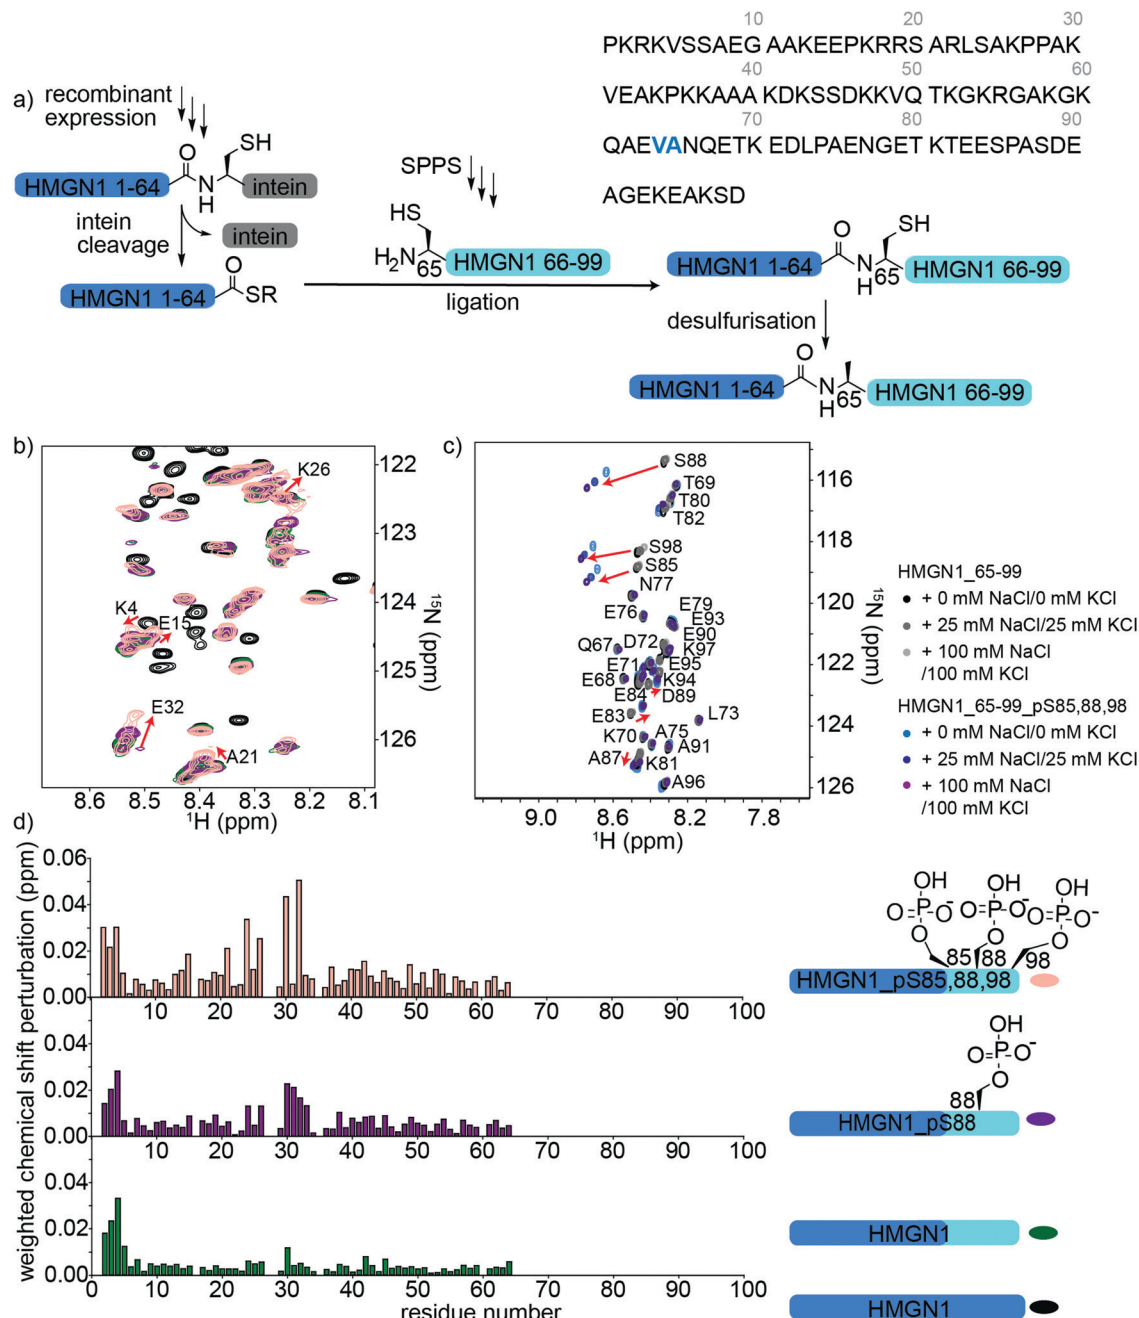 10 20 30
PKRKVSSAEG AAKEEPKRRS ARLSAKPPAK
40 50 60
VEAKPKKAAA KDKSSDKKVQ TKGKRGAKGK
70 80 90
QAEVANQETK EDLPAENGET KTEESPASDE
AGEKEAKSD
a)
recombinant
expression
O
SH
HMGN1 1-64
N
H
intein
intein
cleavage
intein
O
HMGN1 1-64
SR
SPPS
HS
H2N
65
HMGN1 66-99
ligation
O
SH
HMGN1 1-64
N
H
65
HMGN1 66-99
desulfurisation
O
HMGN1 1-64
N
H
65
HMGN1 66-99
b)
K26
K4
E15
E32
A21
122
123
124
125
126
15N (ppm)
8.6 8.5 8.4 8.3 8.2 8.1
1H (ppm)
c)
S88
T69
T80
T82
S98
S85
N77
E79
E76
E93
E90
Q67
D72
K97
E71
E95
E68
K94
E84
D89
E83
L73
K70
A75
A91
A87
K81
A96
116
118
120
122
124
126
15N (ppm)
9.0 8.6 8.2 7.8
1H (ppm)
HMGN1_65-99
+ 0 mM NaCl/0 mM KCl
+ 25 mM NaCl/25 mM KCl
+ 100 mM NaCl
/100 mM KCl
HMGN1_65-99_pS85,88,98
+ 0 mM NaCl/0 mM KCl
+ 25 mM NaCl/25 mM KCl
+ 100 mM NaCl
/100 mM KCl
d)
weighted chemical shift perturbation (ppm)
0.06
0.04
0.02
0.00
10 20 30 40 50 60 70 80 90 100
0.04
0.02
0.00
10 20 30 40 50 60 70 80 90 100
0.04
0.02
0.00
0 10 20 30 40 50 60 70 80 90 100
residue number
OH OH OH
O=P-O- O=P-O- O=P-O-
O O O
85 88 98
HMGN1_pS85,88,98
OH
O=P-O-
O
88
HMGN1_pS88
HMGN1
HMGN1